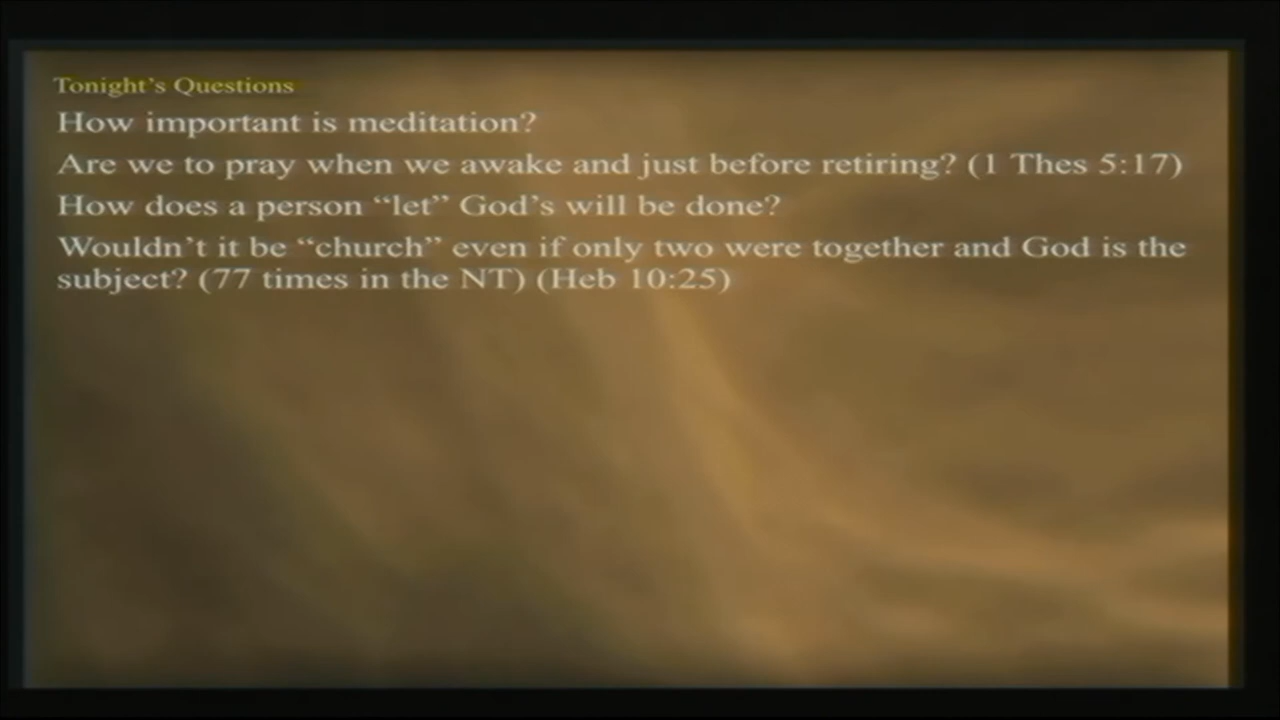 Tonight’s Questions
How important is meditation?
Are we to pray when we awake and just before retiring? (1 Thes 5:17)
How does a person “let” God’s will be done?
Wouldn’t it be “church” even if only two were together and God is the
subject? (77 times in the NT) (Heb 10:25)